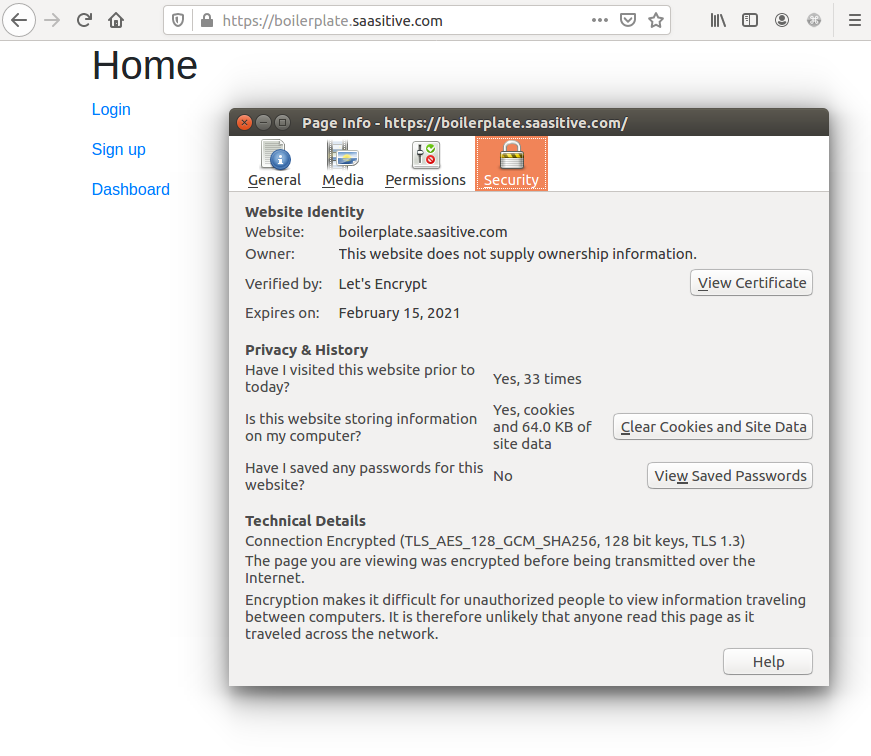 https://boilerplate.saasitive.com
Home
Login
Sign up
Dashboard
Page Info - https://boilerplate.saasitive.com/
General Media Permissions Security
Website Identity
Website: boilerplate.saasitive.com
Owner: This website does not supply ownership information.
Verified by: Let's Encrypt View Certificate
Expires on: February 15, 2021
Privacy & History
Have I visited this website prior to
today?
Yes, 33 times
Is this website storing information
on my computer?
Yes, cookies
and 64.0 KB of
site data
Clear Cookies and Site Data
Have I saved any passwords for this
website?
No
View Saved Passwords
Technical Details
Connection Encrypted (TLS_AES_128_GCM_SHA256, 128 bit keys, TLS 1.3)
The page you are viewing was encrypted before being transmitted over the
Internet.
Encryption makes it difficult for unauthorized people to view information traveling
between computers. It is therefore unlikely that anyone read this page as it
traveled across the network.
Help